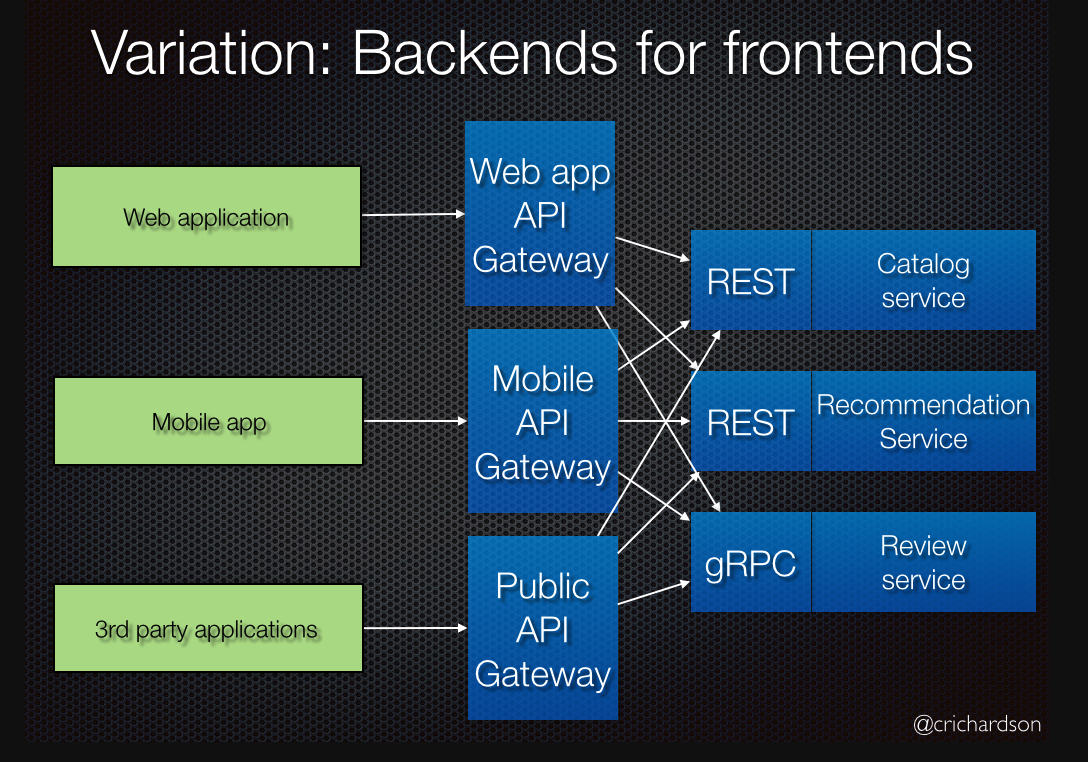 Variation: Backends for frontends
Web application
Web app
API
Gateway
REST
Catalog
service
Mobile app
Mobile
API
Gateway
REST
Recommendation
Service
3rd party applications
Public
API
Gateway
gRPC
Review
service
@crichardson